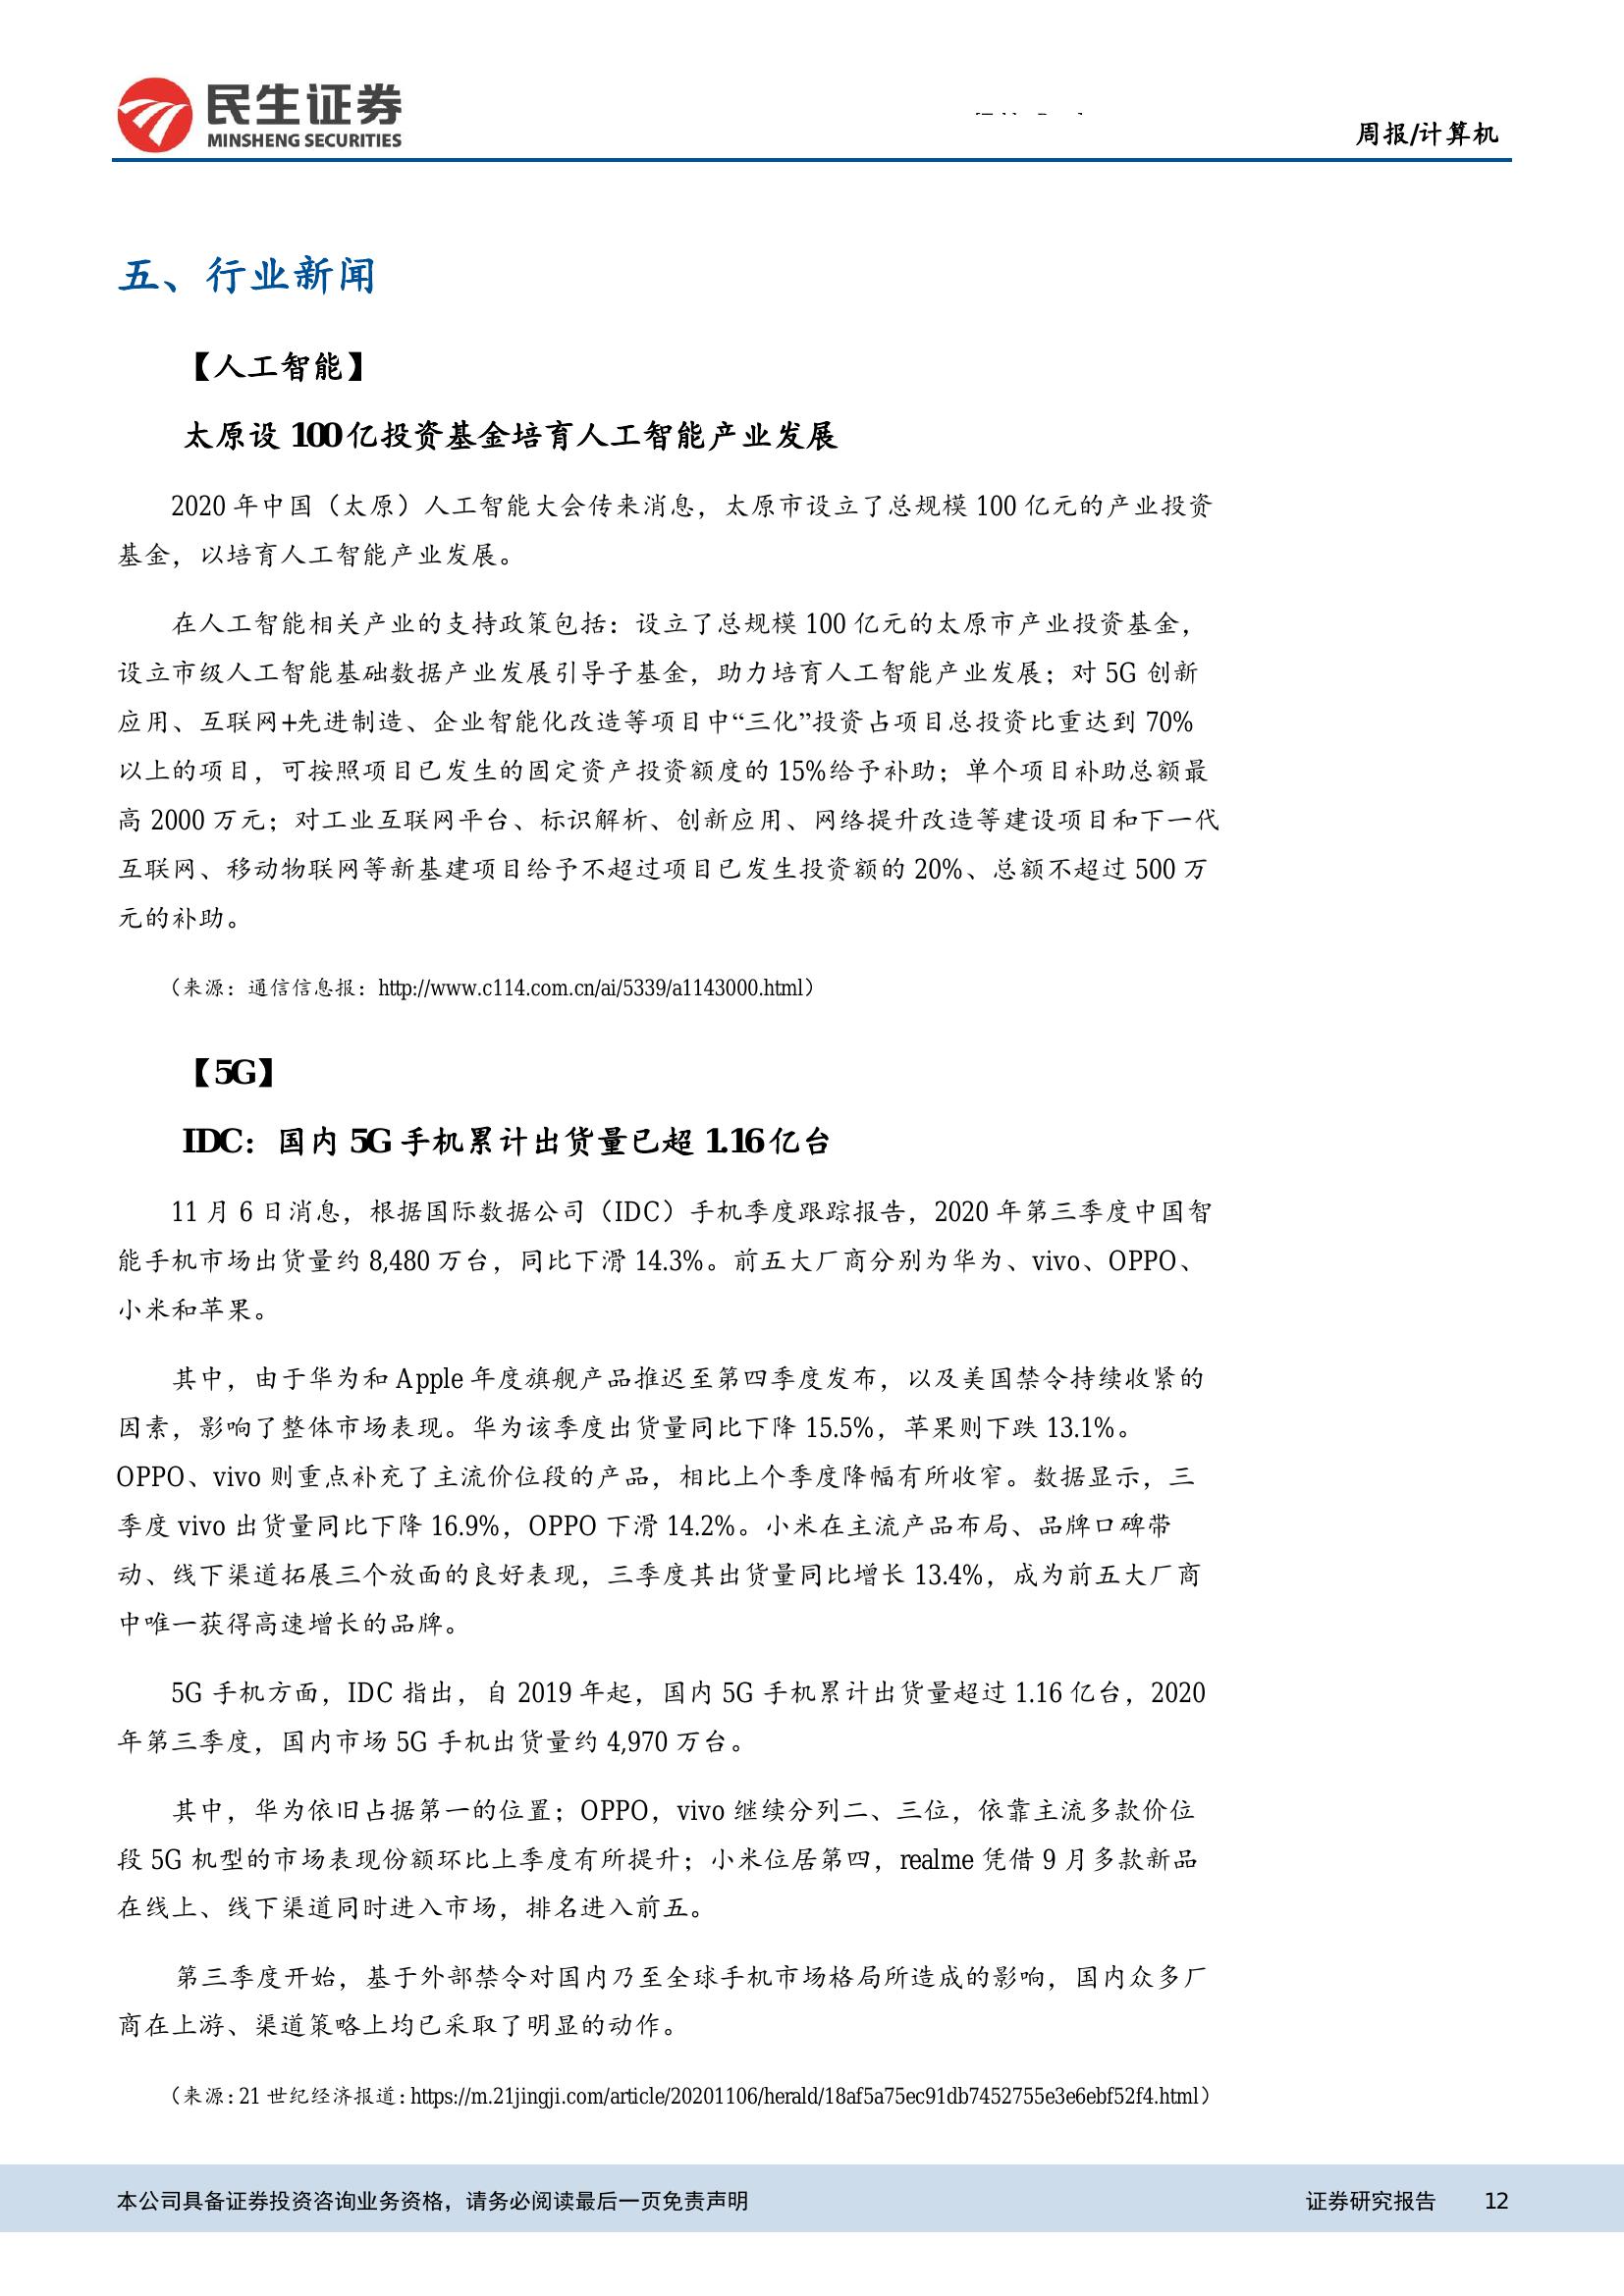 民生证券
MINSHENG SECURITIES
周报/计算机
五、行业新闻
【人工智能】
太原设 100亿投资基金培育人工智能产业发展
2020 年中国（太原）人工智能大会传来消息，太原市设立了总规模 100 亿元的产业投资
基金，以培育人工智能产业发展。
在人工智能相关产业的支持政策包括：设立了总规模 100 亿元的太原市产业投资基金，
设立市级人工智能基础数据产业发展引导子基金，助力培育人工智能产业发展；对 5G 创新
应用、互联网+先进制造、企业智能化改造等项目中“三化”投资占项目总投资比重达到 70%
以上的项目，可按照项目已发生的固定资产投资额度的 15%给予补助；单个项目补助总额最
高 2000 万元；对工业互联网平台、标识解析、创新应用、网络提升改造等建设项目和下一代
互联网、移动物联网等新基建项目给予不超过项目已发生投资额的 20%、总额不超过 500 万
元的补助。
（来源：通信信息报：http://www.c114.com.cn/ai/5339/a1143000.html）
【5G】
IDC：国内 5G 手机累计出货量已超 1.16亿台
11 月 6 日消息，根据国际数据公司（IDC）手机季度跟踪报告，2020 年第三季度中国智
能手机市场出货量约 8,480 万台，同比下滑 14.3%。前五大厂商分别为华为、vivo、OPPO、
小米和苹果。
其中，由于华为和 Apple 年度旗舰产品推迟至第四季度发布，以及美国禁令持续收紧的
因素，影响了整体市场表现。华为该季度出货量同比下降 15.5%，苹果则下跌 13.1%。
OPPO、vivo 则重点补充了主流价位段的产品，相比上个季度降幅有所收窄。数据显示，三
季度 vivo 出货量同比下降 16.9%，OPPO 下滑 14.2%。小米在主流产品布局、品牌口碑带
动、线下渠道拓展三个放面的良好表现，三季度其出货量同比增长 13.4%，成为前五大厂商
中唯一获得高速增长的品牌。
5G 手机方面，IDC 指出，自 2019 年起，国内 5G 手机累计出货量超过 1.16 亿台，2020
年第三季度，国内市场 5G 手机出货量约 4,970 万台。
其中，华为依旧占据第一的位置；OPPO，vivo 继续分列二、三位，依靠主流多款价位
段 5G 机型的市场表现份额环比上季度有所提升；小米位居第四，realme 凭借 9 月多款新品
在线上、线下渠道同时进入市场，排名进入前五。
第三季度开始，基于外部禁令对国内乃至全球手机市场格局所造成的影响，国内众多厂
商在上游、渠道策略上均已采取了明显的动作。
（来源：21 世纪经济报道：https://m.21jingji.com/article/20201106/herald/18af5a75ec91db7452755e3e6ebf52f4.html）
本公司具备证券投资咨询业务资格，请务必阅读最后一页免责声明
证券研究报告 12